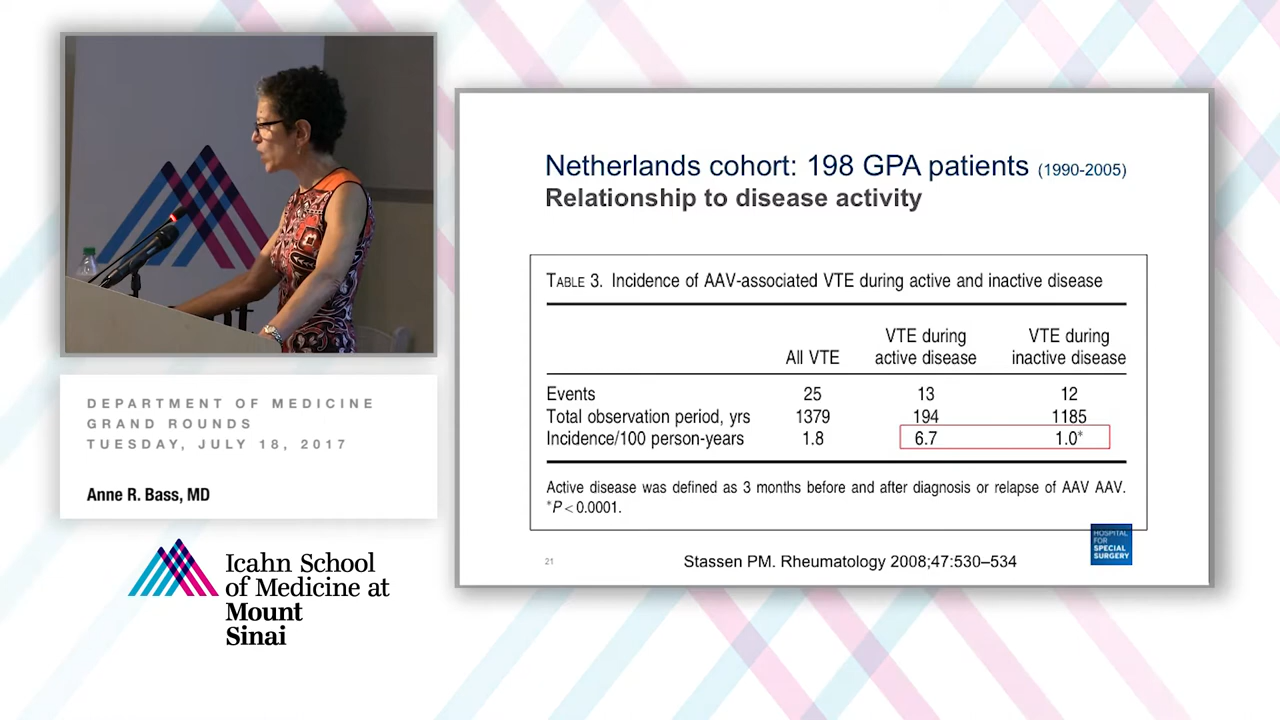 DEPARTMENT OF MEDICINE
GRAND ROUNDS
TUESDAY, JULY 18, 2017
Anne R. Bass, MD
Icahn School
of Medicine at
Mount
Sinai
Netherlands cohort: 198 GPA patients (1990-2005)
Relationship to disease activity
TABLE 3. Incidence of AAV-associated VTE during active and inactive disease
All VTE VTE during active disease VTE during inactive disease
Events 25 13 12
Total observation period, yrs 1379 194 1185
Incidence/100 person-years 1.8 6.7 1.0*
Active disease was defined as 3 months before and after diagnosis or relapse of AAV AAV.
*P < 0.0001.
21
Stassen PM. Rheumatology 2008;47:530–534
HOSPITAL
FOR
SPECIAL
SURGERY